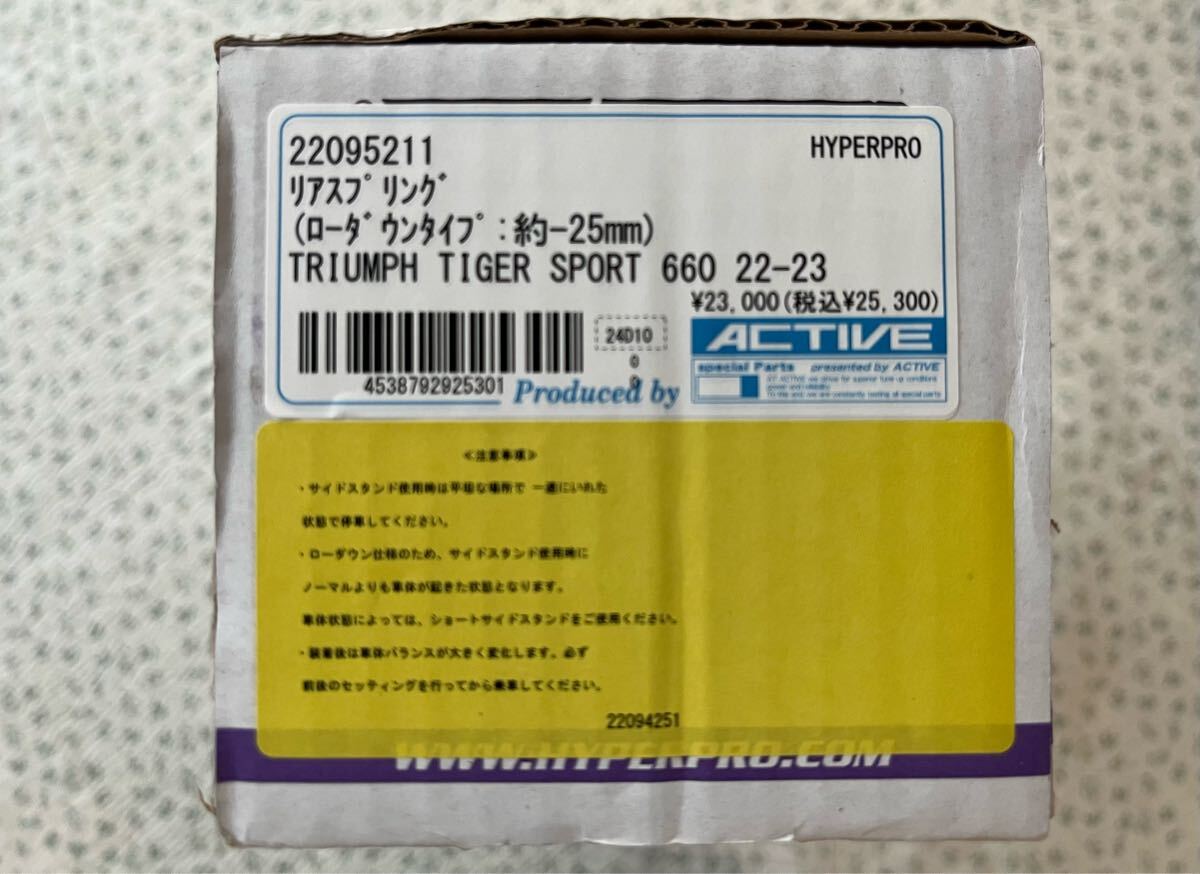 22095211
HYPERPRO
ﾘｱｽﾌﾟﾘﾝｸﾞ
(ﾛｰﾀﾞｳﾝﾀｲﾌﾟ:約-25mm)
TRIUMPH TIGER SPORT 660 22-23
¥23,000(税込¥25,300)
24D10
0
0
4538792925301
Produced by
ACTIVE
special Parts presented by ACTIVE
<注意事項>
・サイドスタンド使用時は平坦な場所で 一速にいれた
状態で停車してください。
・ローダウン仕様のため、サイドスタンド使用時に
ノーマルよりも車体が起きた状態となります。
車体状態によっては、ショートサイドスタンドをご使用ください。
・装着後は車体バランスが大きく変化します。必ず
前後のセッティングを行ってから乗車してください。
22094251
WWW.HYPERPRO.COM